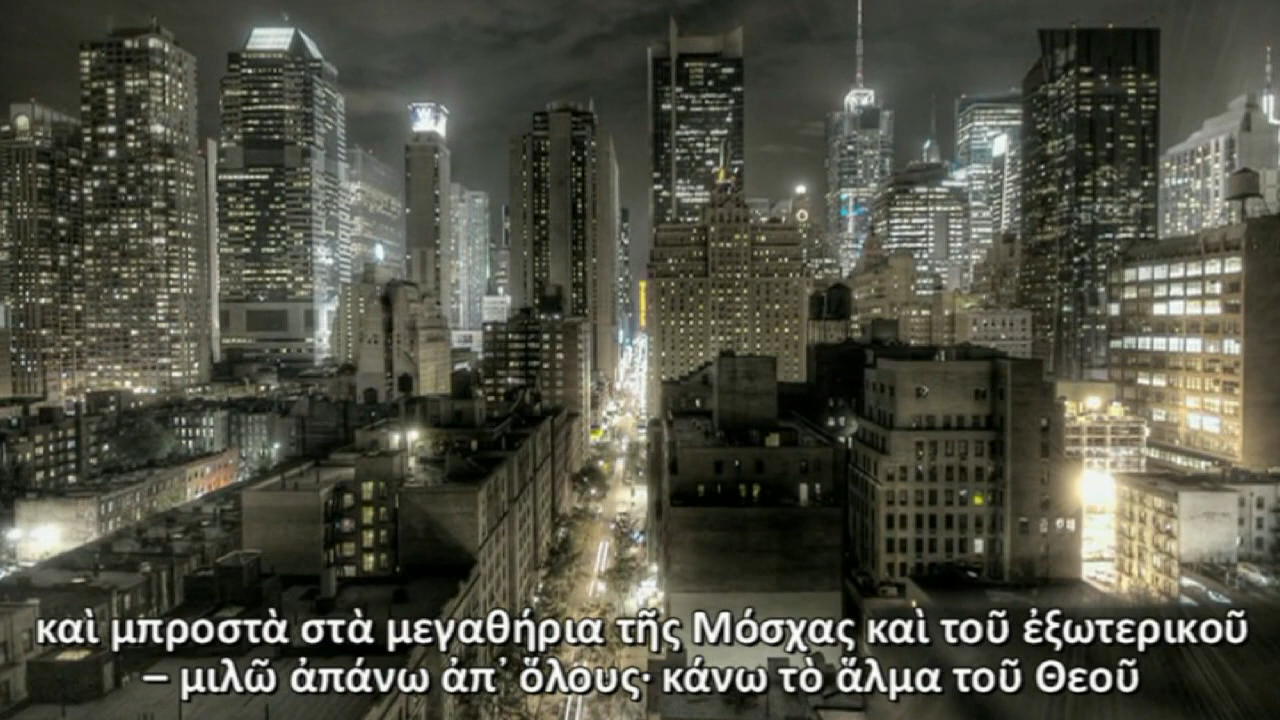 καὶ μπροστὰ στὰ μεγαθήρια τῆς Μόσχας καὶ τοῦ ἐξωτερικοῦ
– μιλῶ ἀπάνω ἀπ᾽ ὅλους· κάνω τὸ ἅλμα τοῦ Θεοῦ